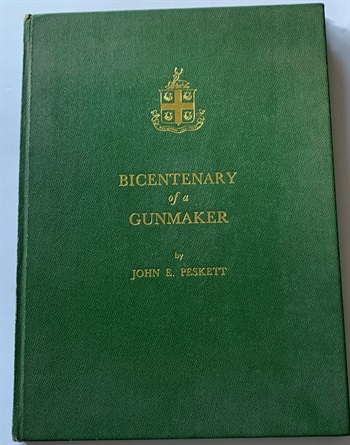 BICENTENARY
of a
GUNMAKER
by
JOHN E. PESKETT